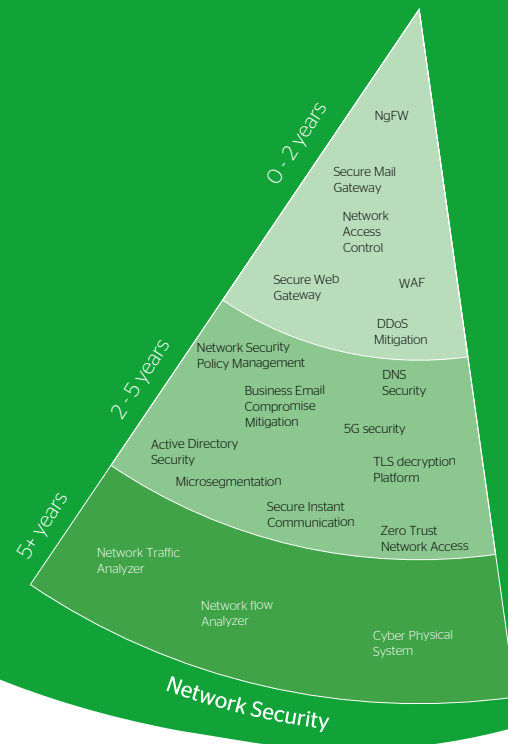 0 - 2 years
NgFW
Secure Mail
Gateway
Network
Access
Control
Secure Web
Gateway
WAF
DDoS
Mitigation
2 - 5 years
Network Security
Policy Management
DNS
Security
Business Email
Compromise
Mitigation
5G security
Active Directory
Security
TLS decryption
Platform
Microsegmentation
Secure Instant
Communication
Zero Trust
Network Access
5+ years
Network Traffic
Analyzer
Network flow
Analyzer
Cyber Physical
System
Network Security